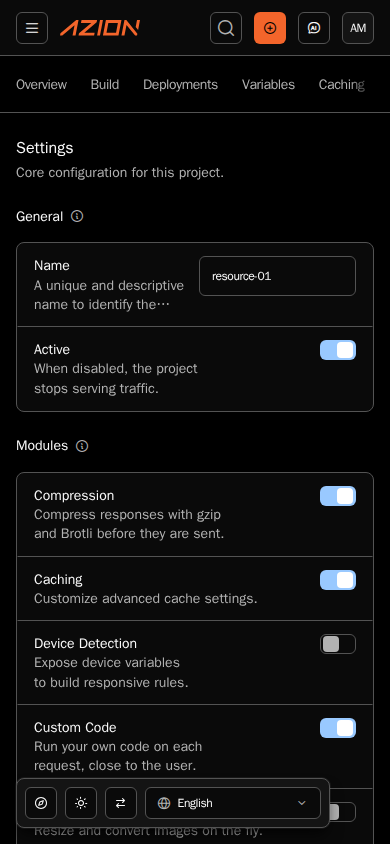 AZION
AI
AM
Overview Build Deployments Variables Caching
Settings
Core configuration for this project.
General
Name
A unique and descriptive
name to identify the···
resource-01
Active
When disabled, the project
stops serving traffic.
Modules
Compression
Compress responses with gzip
and Brotli before they are sent.
Caching
Customize advanced cache settings.
Device Detection
Expose device variables
to build responsive rules.
Custom Code
Run your own code on each
request, close to the user.
English
Resize and convert images on the fly.